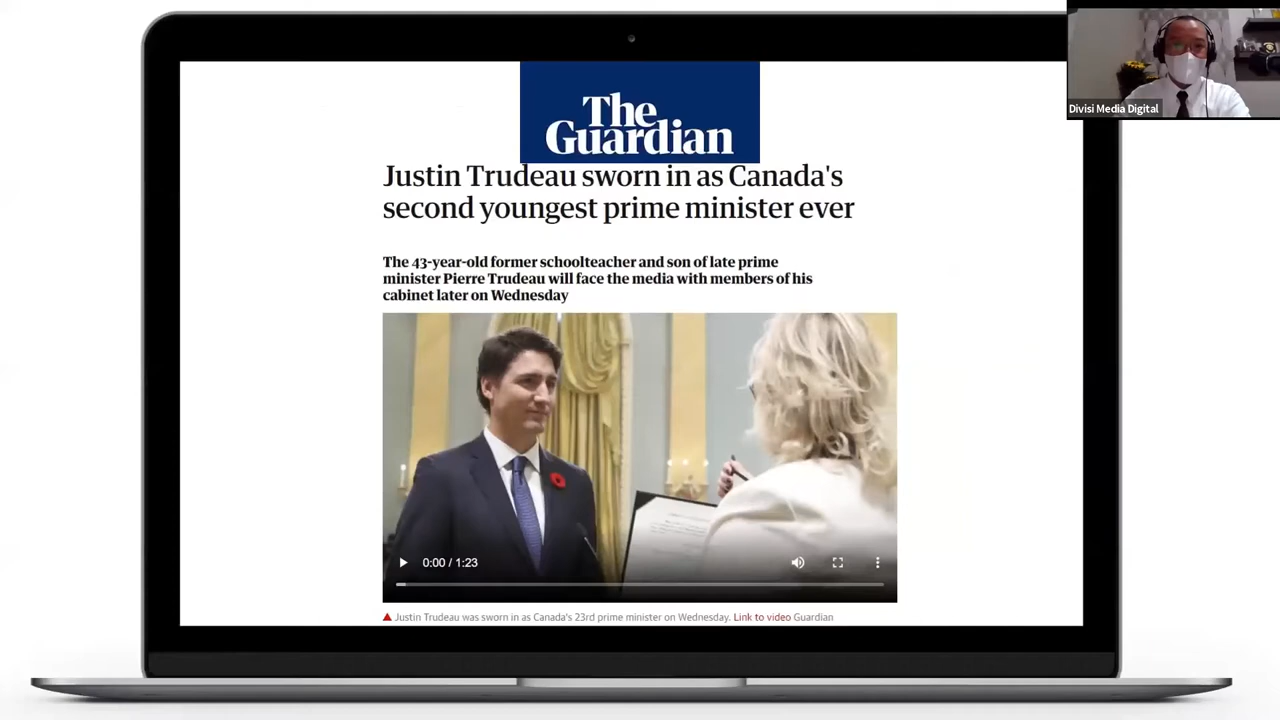 The
Guardian
Justin Trudeau sworn in as Canada's
second youngest prime minister ever
The 43-year-old former schoolteacher and son of late prime
minister Pierre Trudeau will face the media with members of his
cabinet later on Wednesday
0:00 / 1:23
Justin Trudeau was sworn in as Canada's 23rd prime minister on Wednesday. Link to video Guardian
Divisi Media Digital